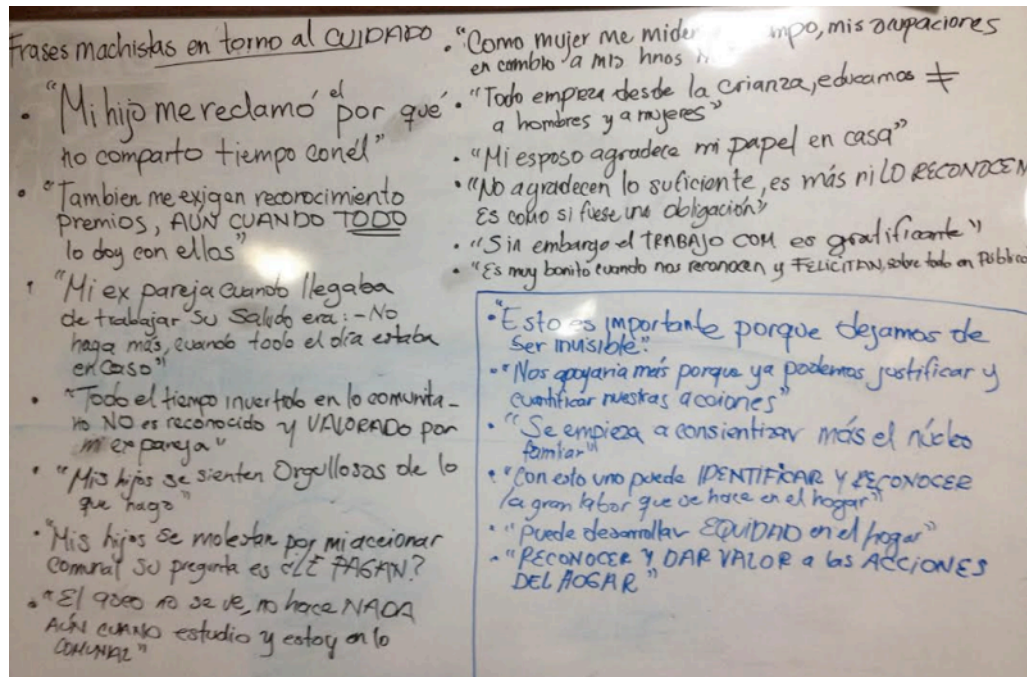 Frases machistas en torno al CUIDADO
• "Mi hijo me reclamó el por qué
no comparto tiempo con él"
• "Tambien me exigen reconocimiento
premios, AUN CUANDO TODO
lo doy con ellos"
• "Mi ex pareja cuando llegaba
de trabajar su Saludo era: - No
haga más, cuando todo el día estaba
en casa"
• "Todo el tiempo invertido en lo comunita-
rio NO es reconocido y VALORADO por
mi ex pareja"
• "Mis hijos se sienten Orgullosos de lo
que hago"
• "Mis hijos se molestan por mi accionar
comunal su pregunta es ¿LE PAGAN?
• "El aseo no se ve, no hace NADA
AÚN CUANO estudio y estoy en lo
COMUNAL"
• "Como mujer me miden mpo, mis ocupaciones
en cambio a mis hnos
• "Todo empieza desde la crianza, educamos ≠
a hombres y a mujeres"
• "Mi esposo agradece mi papel en casa"
• "No agradecen lo suficiente, es más ni LO RECONOCEN
Es como si fuese una obligación"
• "Sin embargo el TRABAJO COM es gratificante"
• "Es muy bonito cuando nos reconocen y FELICITAN, sobre todo en Público
• "Esto es importante porque dejamos de
ser invisible".
• "Nos apoyaria más porque ya podemos justificar y
cuantificar nuestras acciones"
• "Se empieza a consientizar más el núcleo
familiar"
• "Con esto uno puede IDENTIFICAR Y RECONOCER
la gran labor que se hace en el hogar"
• "puede desarrollar EQUIDAD en el hogar"
• "RECONOCER Y DAR VALOR a las ACCIONES
DEL HOGAR"